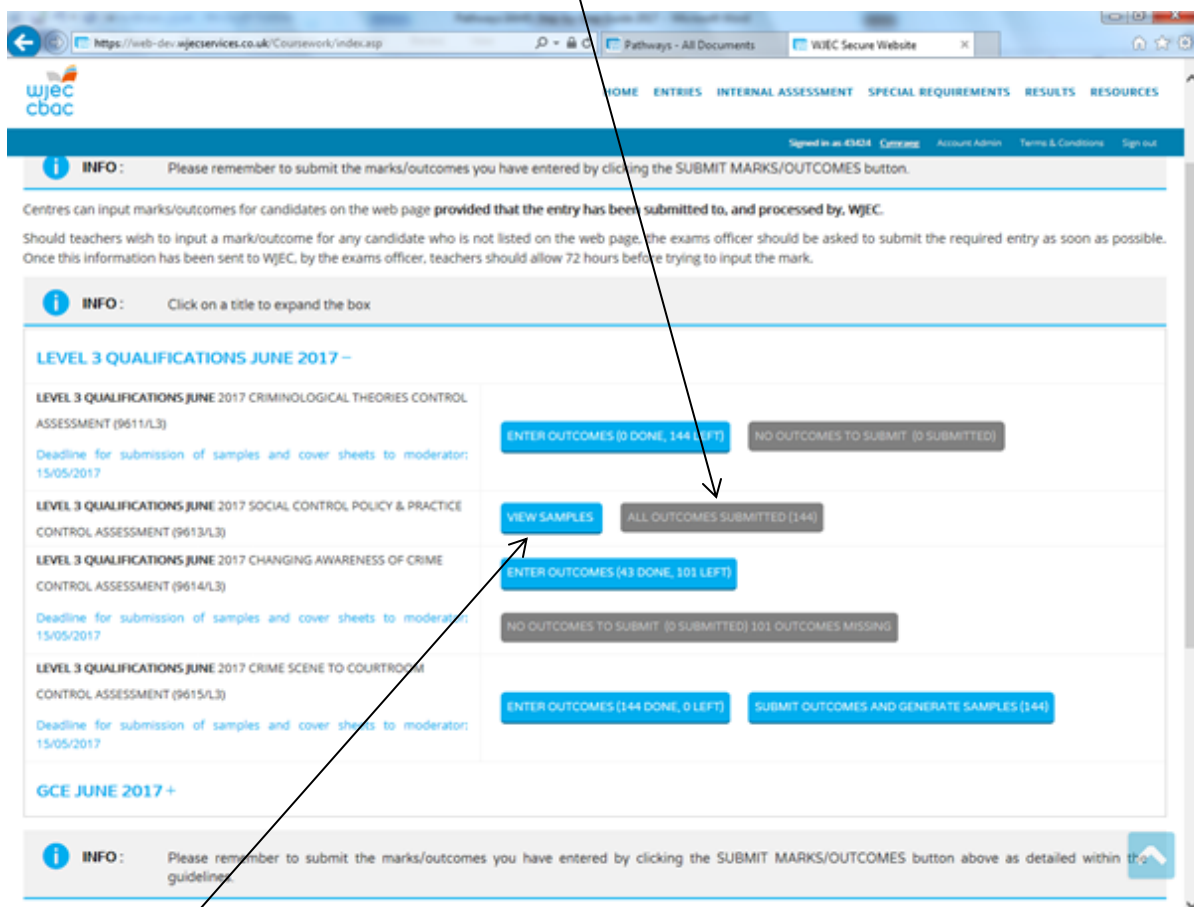 https://web-dev.wjecservices.co.uk/Coursework/index.asp
Pathways - All Documents
WJEC Secure Website
wjec
cbac
HOME ENTRIES INTERNAL ASSESSMENT SPECIAL REQUIREMENTS RESULTS RESOURCES
Signed in as 43424 Cymraeg Account Admin Terms & Conditions Sign out
INFO: Please remember to submit the marks/outcomes you have entered by clicking the SUBMIT MARKS/OUTCOMES button.
Centres can input marks/outcomes for candidates on the web page provided that the entry has been submitted to, and processed by, WJEC.
Should teachers wish to input a mark/outcome for any candidate who is not listed on the web page, the exams officer should be asked to submit the required entry as soon as possible.
Once this information has been sent to WJEC, by the exams officer, teachers should allow 72 hours before trying to input the mark.
INFO: Click on a title to expand the box
LEVEL 3 QUALIFICATIONS JUNE 2017 −
LEVEL 3 QUALIFICATIONS JUNE 2017 CRIMINOLOGICAL THEORIES CONTROL
ASSESSMENT (9611/L3)
Deadline for submission of samples and cover sheets to moderator:
15/05/2017
ENTER OUTCOMES (0 DONE, 144 LEFT) NO OUTCOMES TO SUBMIT (0 SUBMITTED)
LEVEL 3 QUALIFICATIONS JUNE 2017 SOCIAL CONTROL POLICY & PRACTICE
CONTROL ASSESSMENT (9613/L3)
VIEW SAMPLES ALL OUTCOMES SUBMITTED (144)
LEVEL 3 QUALIFICATIONS JUNE 2017 CHANGING AWARENESS OF CRIME
CONTROL ASSESSMENT (9614/L3)
Deadline for submission of samples and cover sheets to moderator:
15/05/2017
ENTER OUTCOMES (43 DONE, 101 LEFT)
NO OUTCOMES TO SUBMIT (0 SUBMITTED) 101 OUTCOMES MISSING
LEVEL 3 QUALIFICATIONS JUNE 2017 CRIME SCENE TO COURTROOM
CONTROL ASSESSMENT (9615/L3)
Deadline for submission of samples and cover sheets to moderator:
15/05/2017
ENTER OUTCOMES (144 DONE, 0 LEFT) SUBMIT OUTCOMES AND GENERATE SAMPLES (144)
GCE JUNE 2017 +
INFO: Please remember to submit the marks/outcomes you have entered by clicking the SUBMIT MARKS/OUTCOMES button above as detailed within the
guidelines.